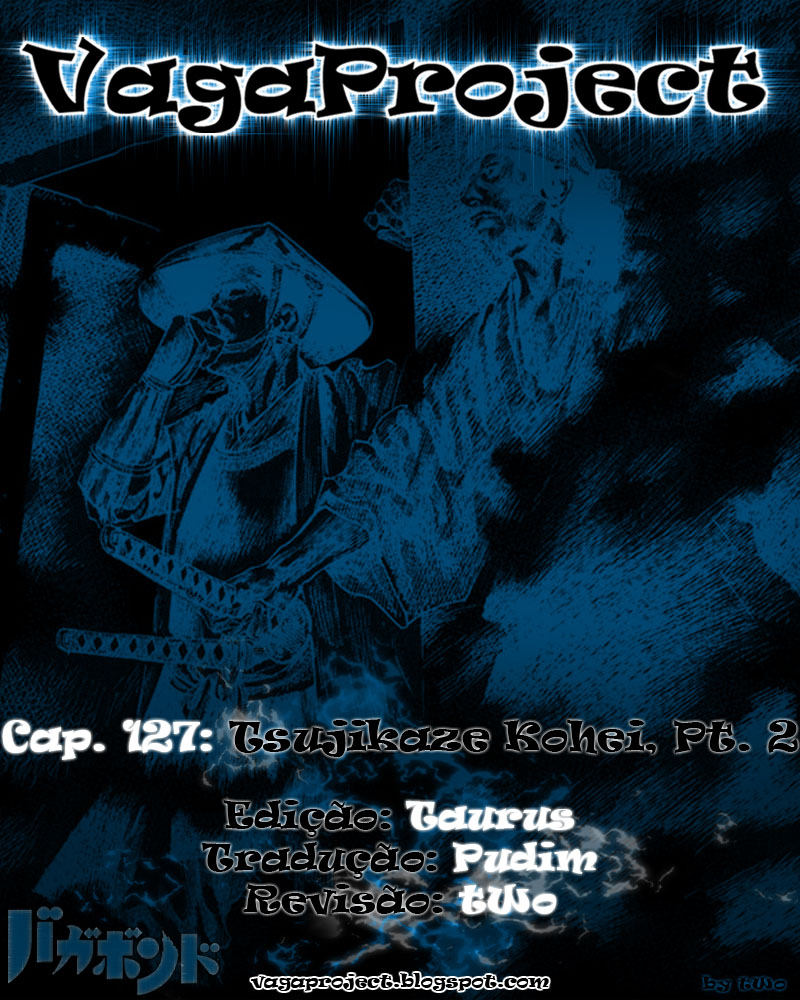 VagaProject
Cap. 127: Tsujikaze Kohei, Pt. 2
Edição: Taurus
Tradução: Pudim
Revisão: tWo
バガボンド
vagaproject.blogspot.com
by tWo